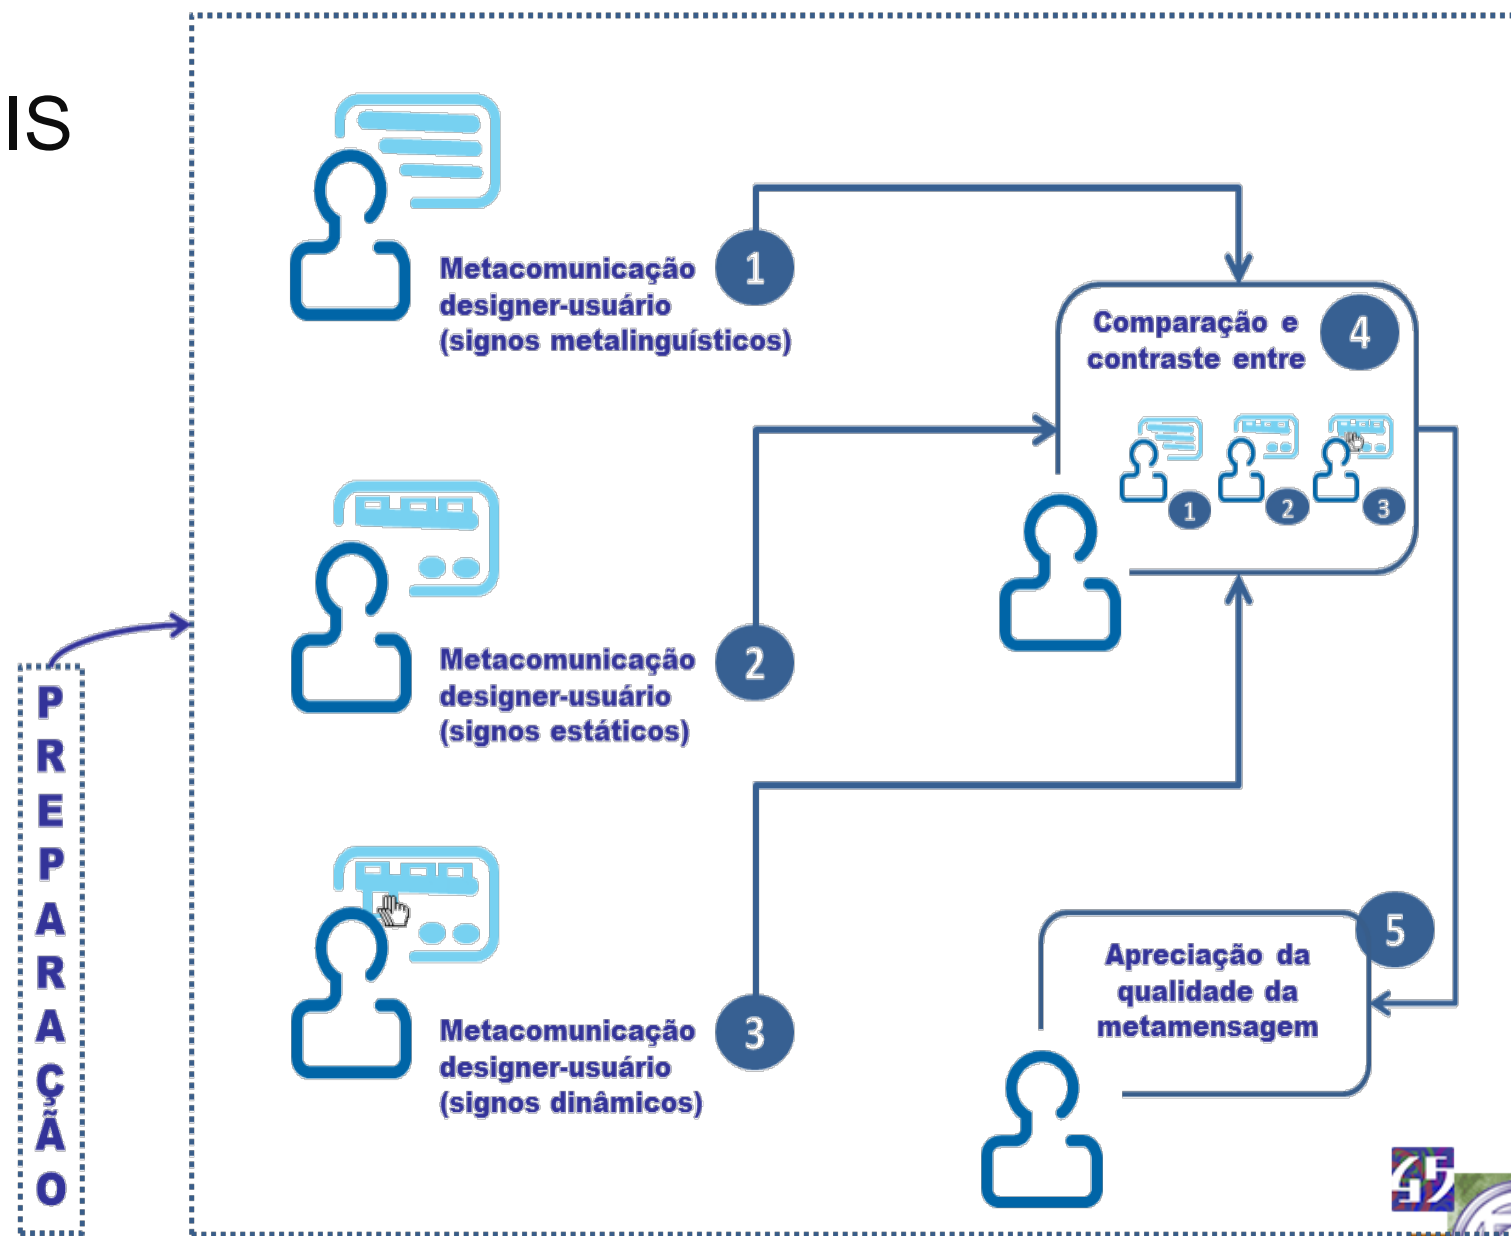 IS
Metacomunicação
designer-usuário
(signos metalinguísticos)
1
Metacomunicação
designer-usuário
(signos estáticos)
2
Metacomunicação
designer-usuário
(signos dinâmicos)
3
Comparação e
contraste entre
4
1
2
3
Apreciação da
qualidade da
metamensagem
5
P
R
E
P
A
R
A
Ç
Ã
O